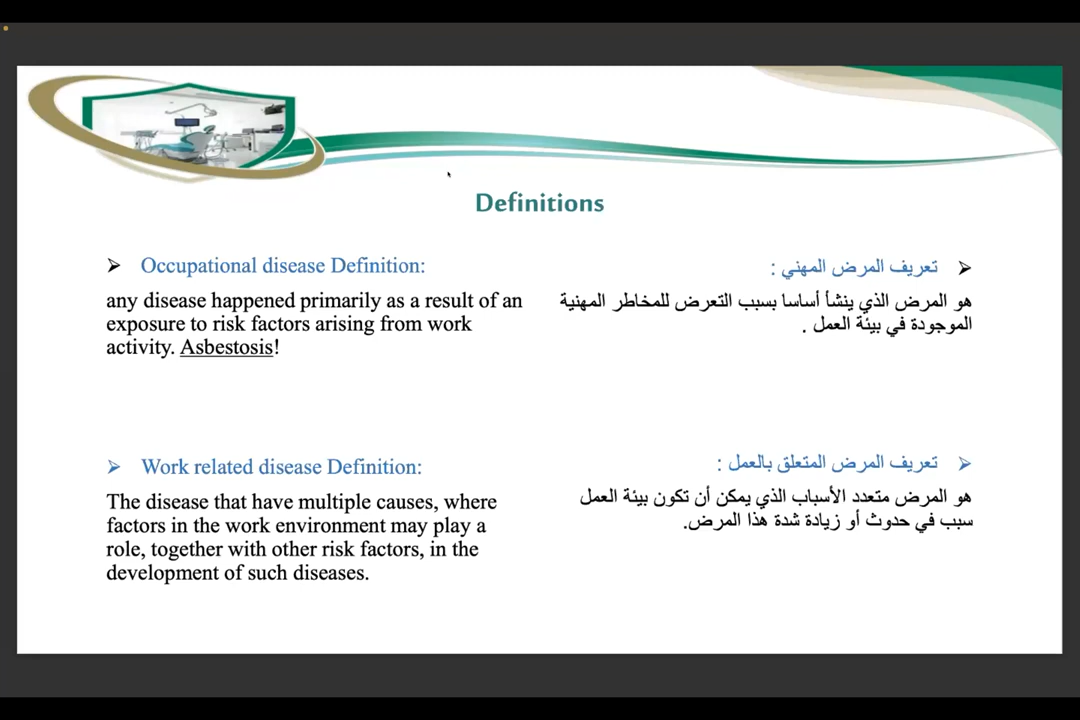 Definitions
➢ Occupational disease Definition:
any disease happened primarily as a result of an
exposure to risk factors arising from work
activity. Asbestosis!
➢ تعريف المرض المهني :
هو المرض الذي ينشأ أساسا بسبب التعرض للمخاطر المهنية
الموجودة في بيئة العمل .
➢ Work related disease Definition:
The disease that have multiple causes, where
factors in the work environment may play a
role, together with other risk factors, in the
development of such diseases.
➢ تعريف المرض المتعلق بالعمل :
هو المرض متعدد الأسباب الذي يمكن أن تكون بيئة العمل
سبب في حدوث أو زيادة شدة هذا المرض.